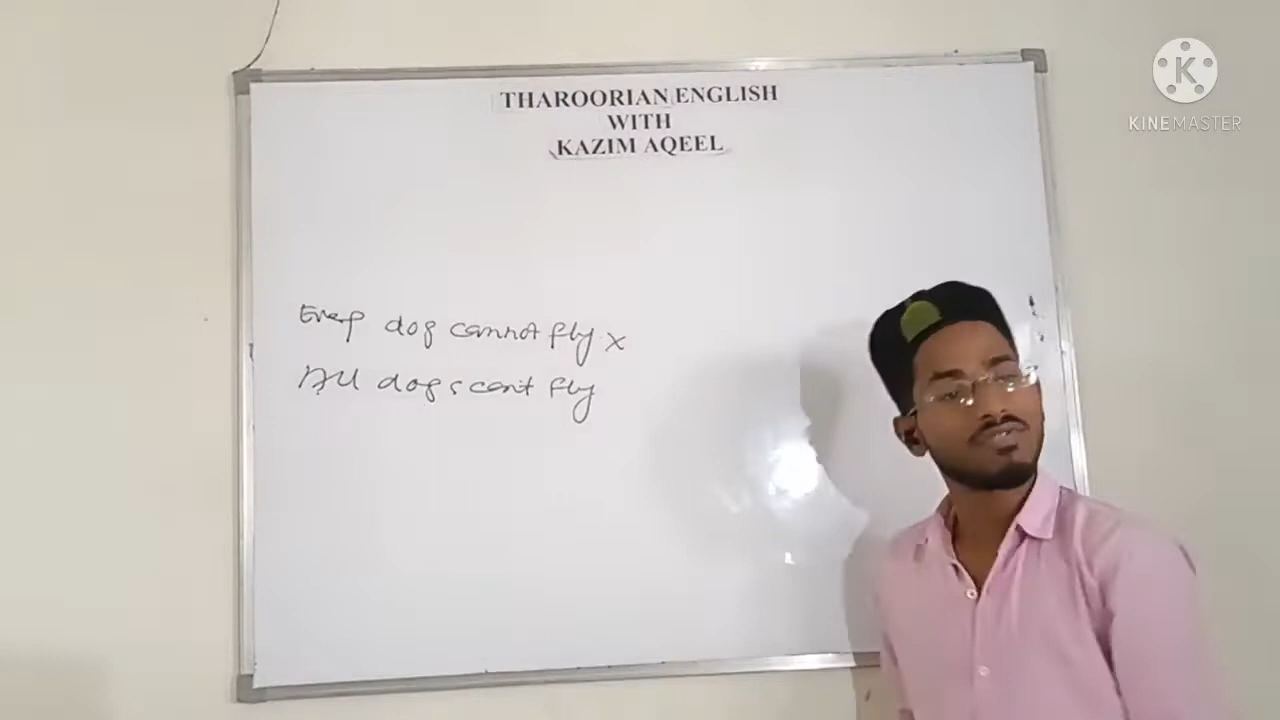 THAROORIAN ENGLISH
WITH
KAZIM AQEEL
KINEMASTER
Every dog cannot fly x
All dogs can't fly